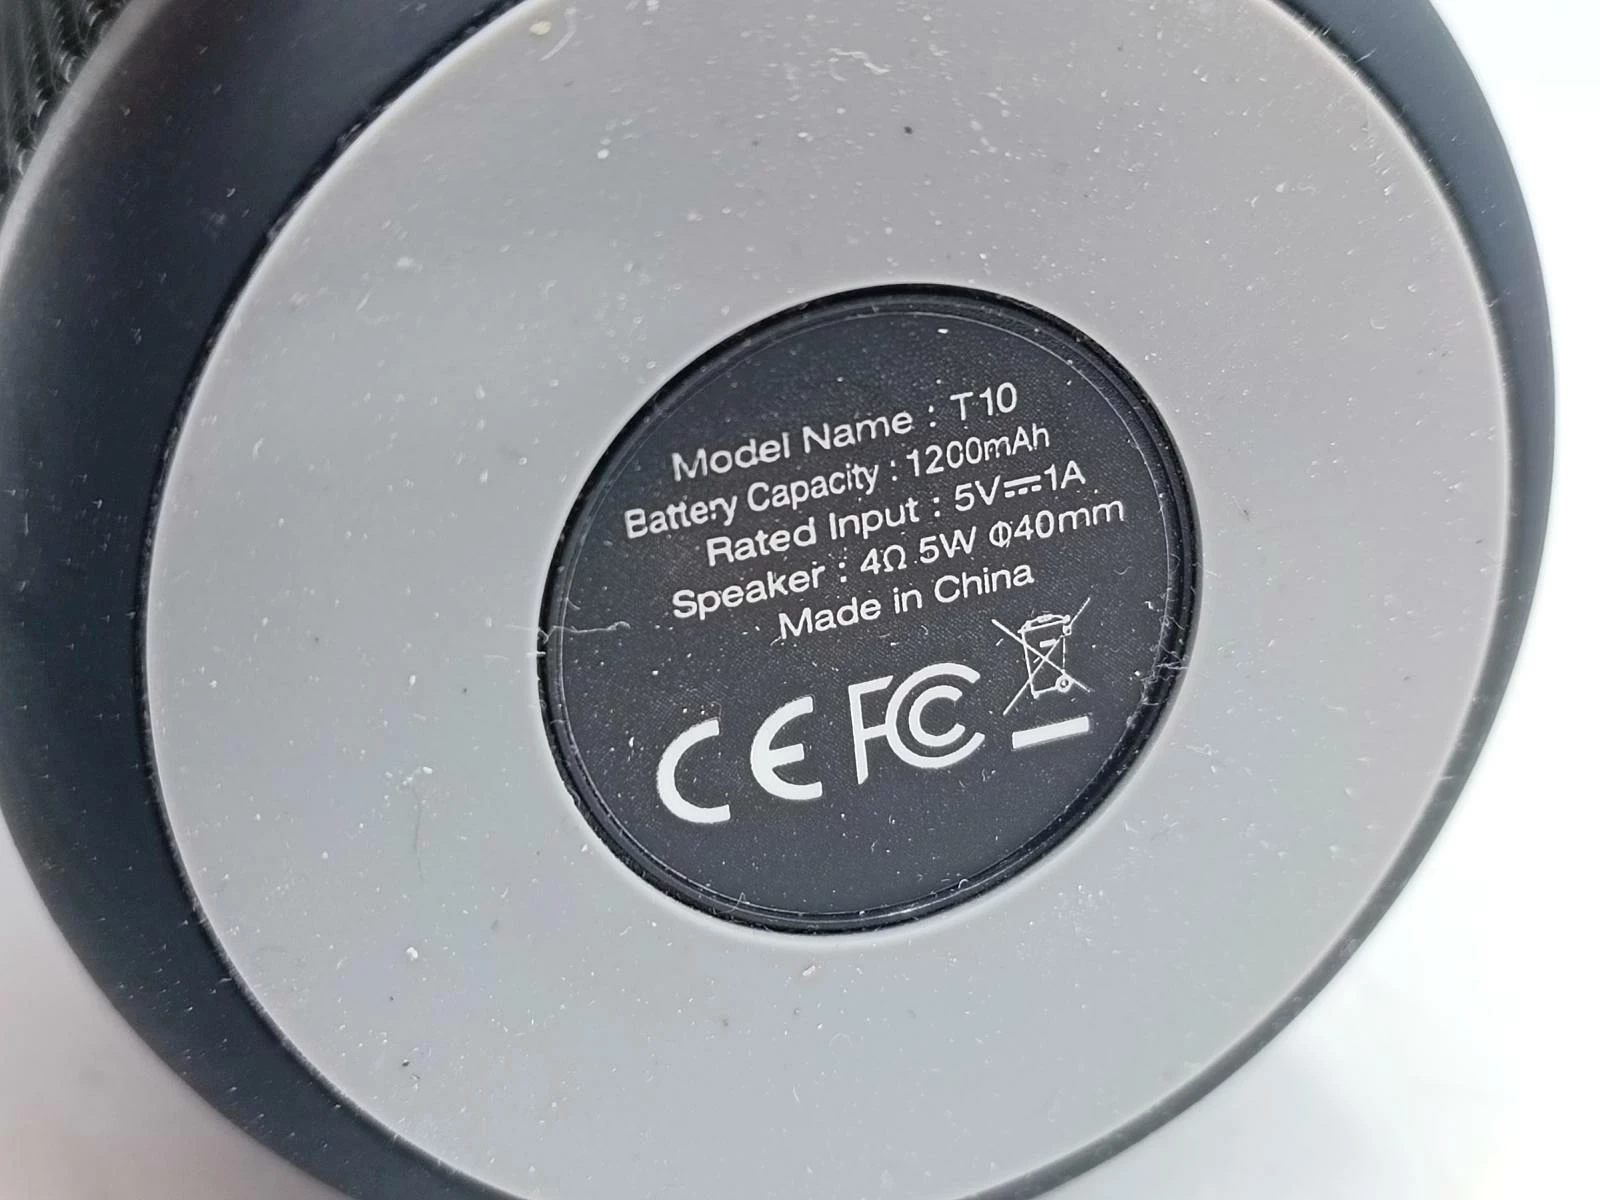 Model Name : T10
Battery Capacity : 1200mAh
Rated Input : 5V⎓1A
Speaker : 4Ω 5W Φ40mm
Made in China
CE FC